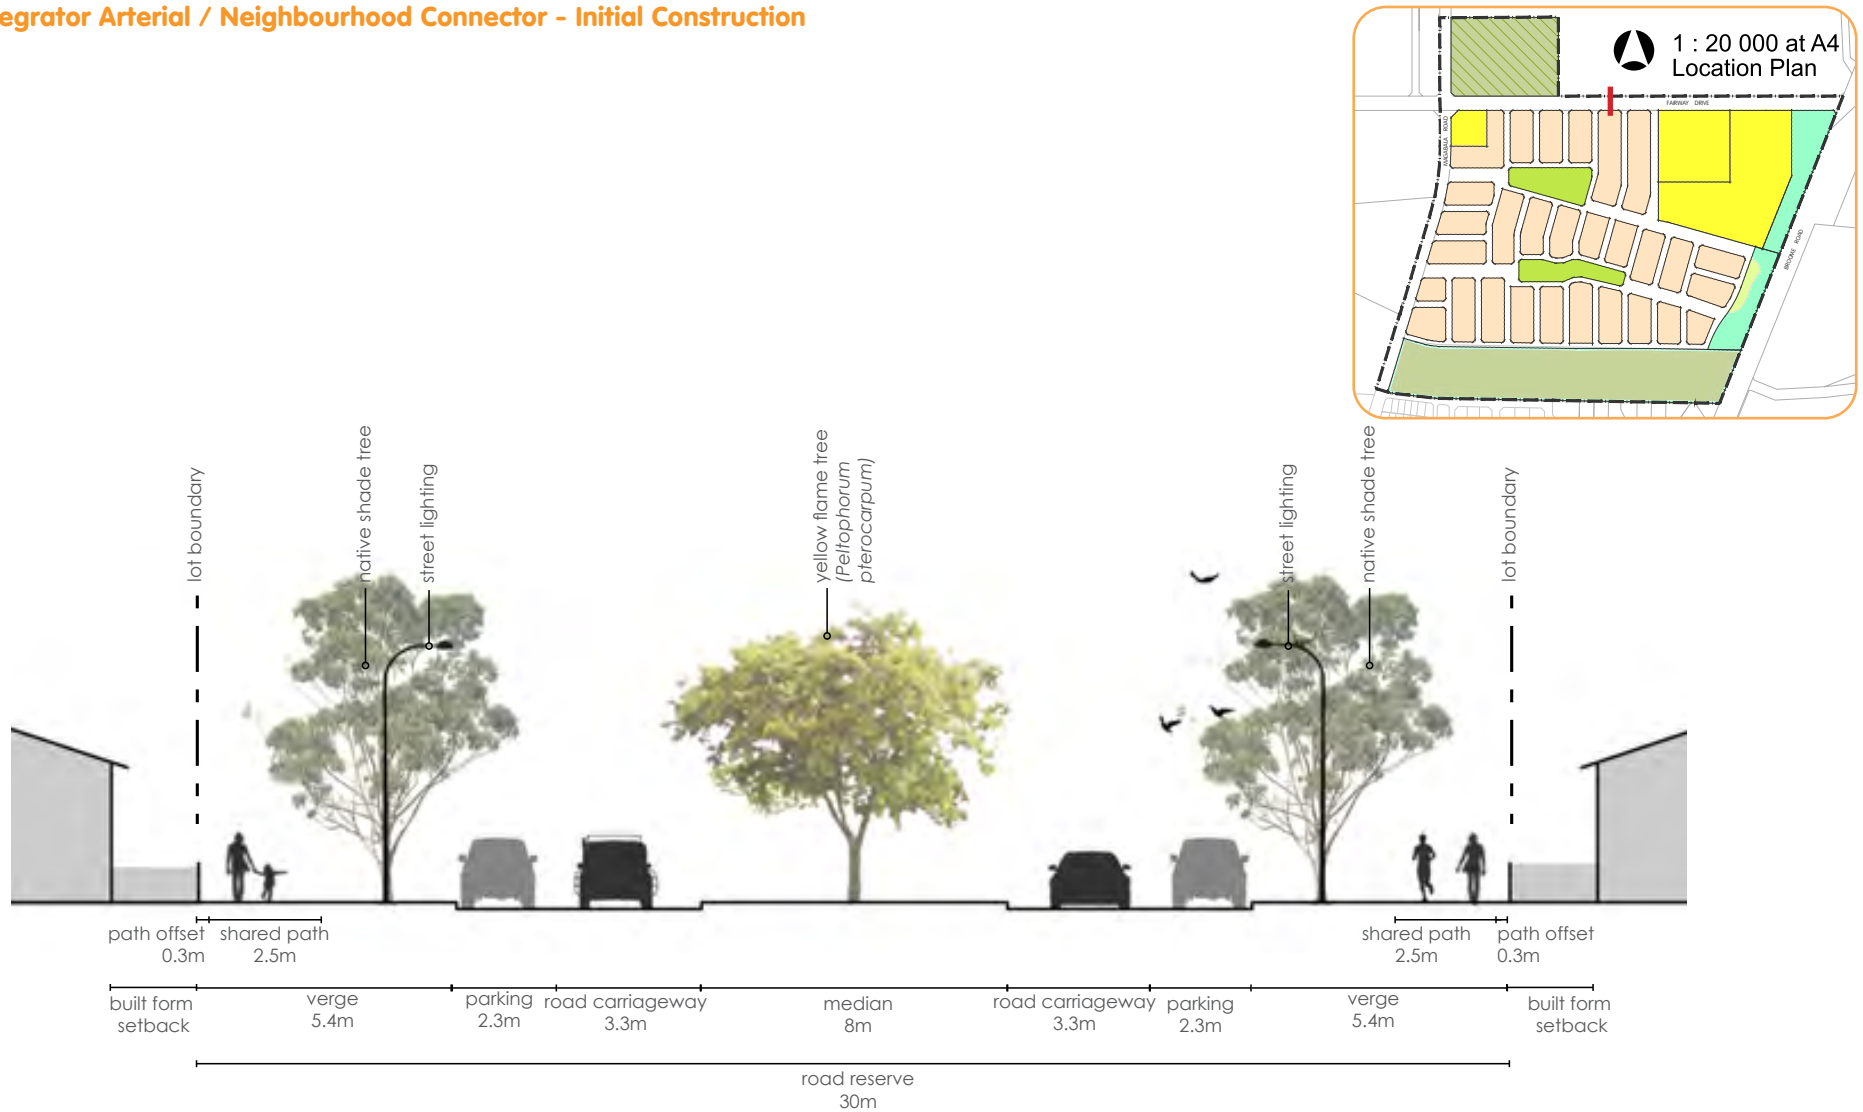 egrator Arterial / Neighbourhood Connector - Initial Construction
1 : 20 000 at A4
Location Plan
FAIRWAY DRIVE
MAGABALA ROAD
BROOME ROAD
lot boundary
native shade tree
street lighting
yellow flame tree
(Peltophorum
pterocarpum)
street lighting
native shade tree
lot boundary
path offset
0.3m
shared path
2.5m
shared path
2.5m
path offset
0.3m
built form
setback
verge
5.4m
parking
2.3m
road carriageway
3.3m
median
8m
road carriageway
3.3m
parking
2.3m
verge
5.4m
built form
setback
road reserve
30m